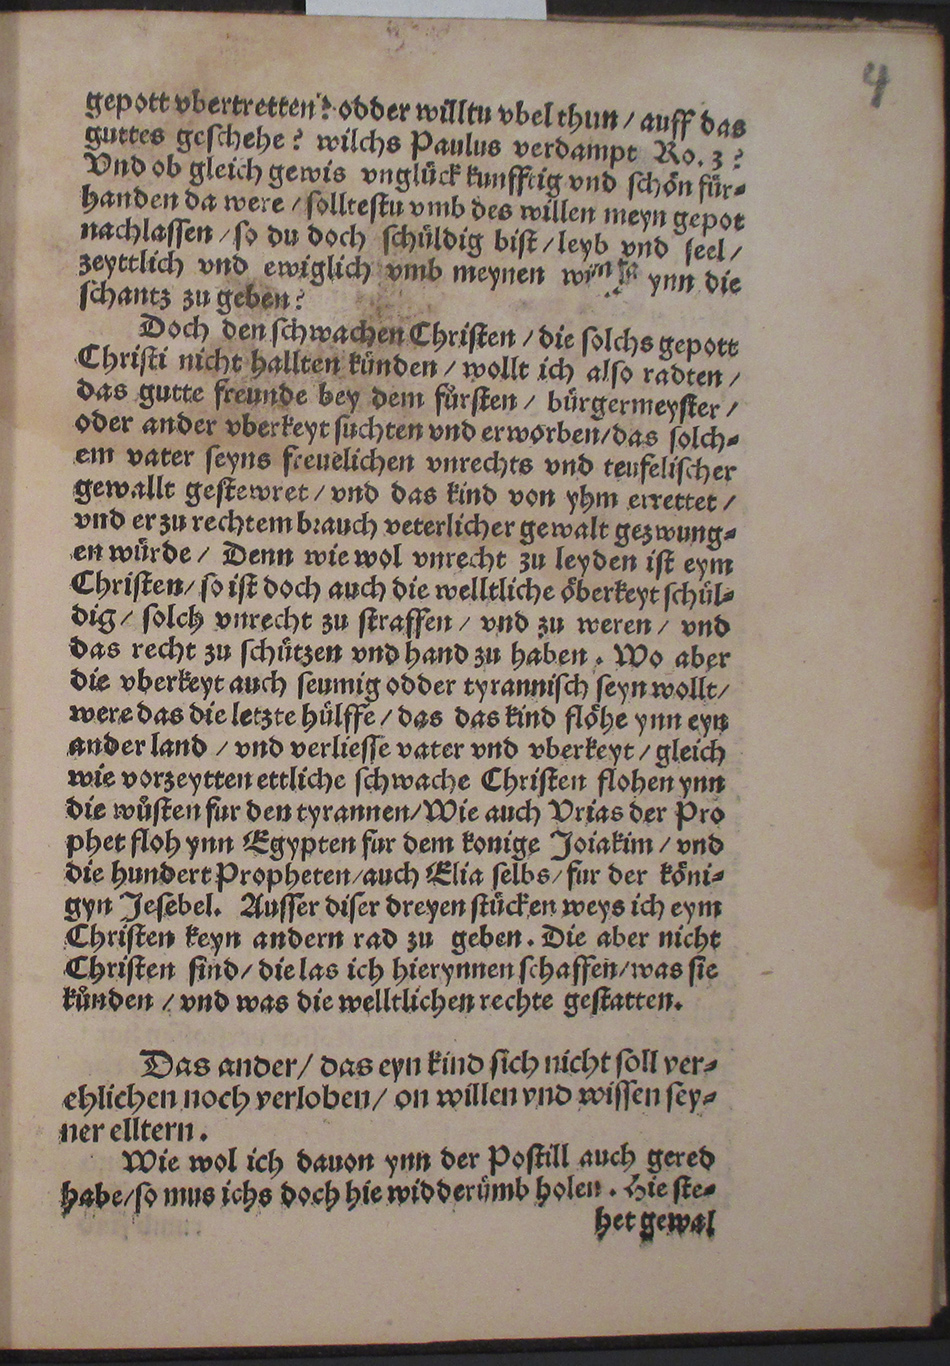 4
gepott vbertretten? odder willtu vbel thun / auff das
guttes geschehe? wilchs Paulus verdampt Ro. 3?
Vnd ob gleich gewis vnglück kunfftig vnd schön für-
handen da were / solltestu vmb des willen meyn gepot
nachlassen / so du doch schüldig bist / leyb vnd seel /
zeyttlich vnd ewiglich vmb meynen ynn die
schantz zu geben?
Doch den schwachen Christen / die solchs gepott
Christi nicht hallten künden / wollt ich also radten /
das gutte freunde bey dem fürsten / bürgermeyster /
oder ander vberkeyt suchten vnd erworben/das solch-
em vater seyns freuelichen vnrechts vnd teufelischer
gewallt gestewret / vnd das kind von yhm errettet /
vnd er zu rechtem brauch veterlicher gewalt gezwung-
en würde / Denn wie wol vnrecht zu leyden ist eym
Christen/ so ist doch auch die welltliche öberkeyt schül-
dig / solch vnrecht zu straffen / vnd zu weren / vnd
das recht zu schützen vnd hand zu haben. Wo aber
die vberkeyt auch seumig odder tyrannisch seyn wollt/
were das die letzte hülffe / das das kind flöhe ynn eyn
ander land / vnd verliesse vater vnd vberkeyt / gleich
wie vorzeytten ettliche schwache Christen flohen ynn
die wüsten fur den tyrannen/Wie auch Vrias der Pro
phet floh ynn Egypten fur dem konige Joiakim / vnd
die hundert Propheten/auch Elia selbs/fur der köni-
gyn Jesebel. Ausser diser dreyen stücken weys ich eym
Christen keyn andern rad zu geben. Die aber nicht
Christen sind/ die las ich hierynnen schaffen/was sie
künden / vnd was die welltlichen rechte gestatten.
Das ander/ das eyn kind sich nicht soll ver-
ehlichen noch verloben/ on willen vnd wissen sey-
ner elltern.
Wie wol ich dauon ynn der Postill auch gered
habe/so mus ichs doch hie widderümb holen. Hie ste-
het gewal